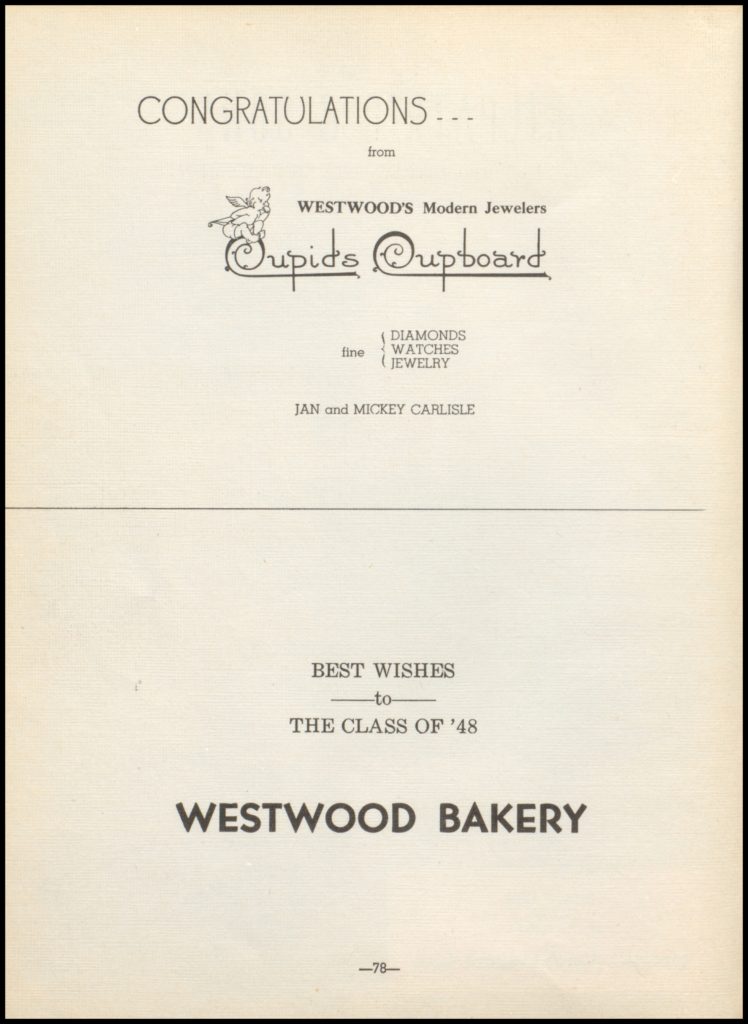 CONGRATULATIONS - - -
from
WESTWOOD'S Modern Jewelers
Cupids Cupboard
fine { DIAMONDS
WATCHES
JEWELRY
JAN and MICKEY CARLISLE
BEST WISHES
—to—
THE CLASS OF '48
WESTWOOD BAKERY
—78—